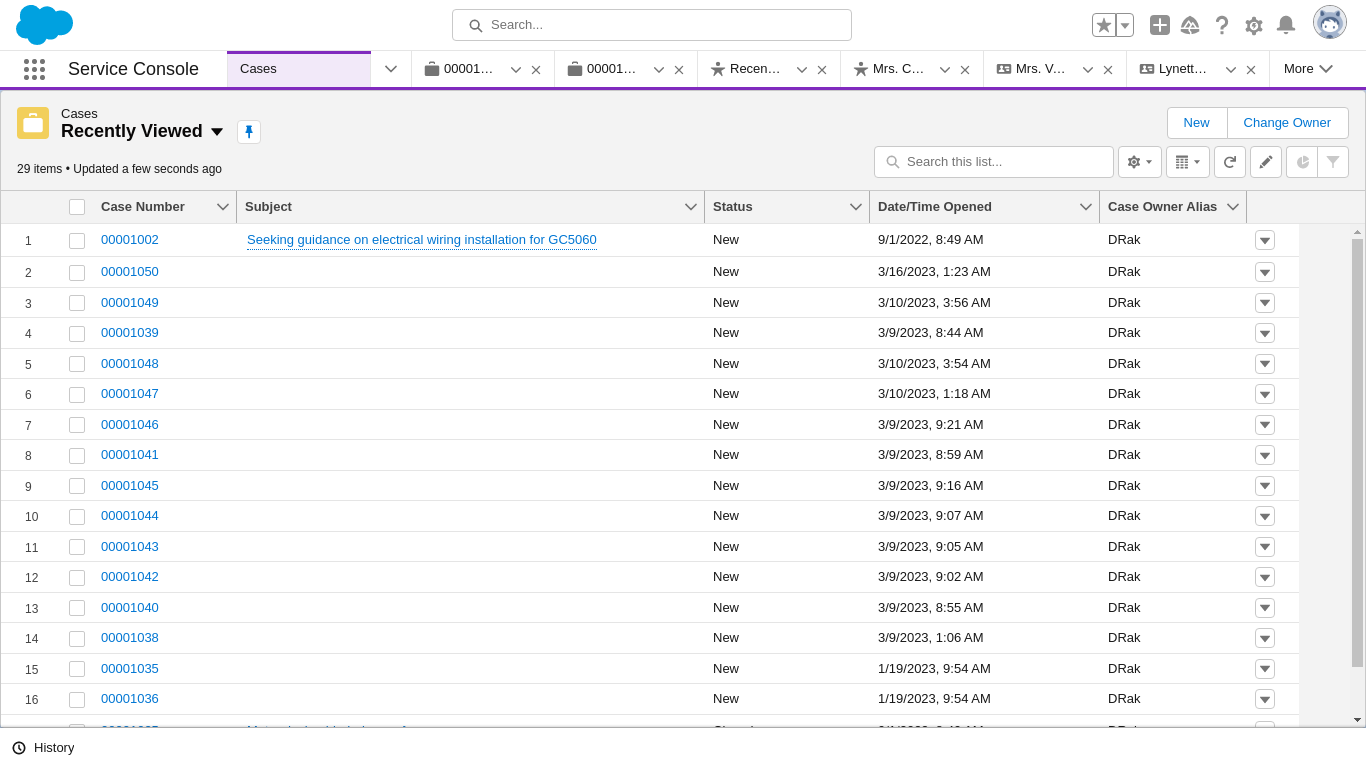 Search...
Service Console
Cases
00001…
00001…
Recen…
Mrs. C…
Mrs. V…
Lynett…
More
Cases
Recently Viewed
New
Change Owner
29 items • Updated a few seconds ago
Search this list...
Case Number Subject Status Date/Time Opened Case Owner Alias
1 00001002 Seeking guidance on electrical wiring installation for GC5060 New 9/1/2022, 8:49 AM DRak
2 00001050 New 3/16/2023, 1:23 AM DRak
3 00001049 New 3/10/2023, 3:56 AM DRak
4 00001039 New 3/9/2023, 8:44 AM DRak
5 00001048 New 3/10/2023, 3:54 AM DRak
6 00001047 New 3/10/2023, 1:18 AM DRak
7 00001046 New 3/9/2023, 9:21 AM DRak
8 00001041 New 3/9/2023, 8:59 AM DRak
9 00001045 New 3/9/2023, 9:16 AM DRak
10 00001044 New 3/9/2023, 9:07 AM DRak
11 00001043 New 3/9/2023, 9:05 AM DRak
12 00001042 New 3/9/2023, 9:02 AM DRak
13 00001040 New 3/9/2023, 8:55 AM DRak
14 00001038 New 3/9/2023, 1:06 AM DRak
15 00001035 New 1/19/2023, 9:54 AM DRak
16 00001036 New 1/19/2023, 9:54 AM DRak
History